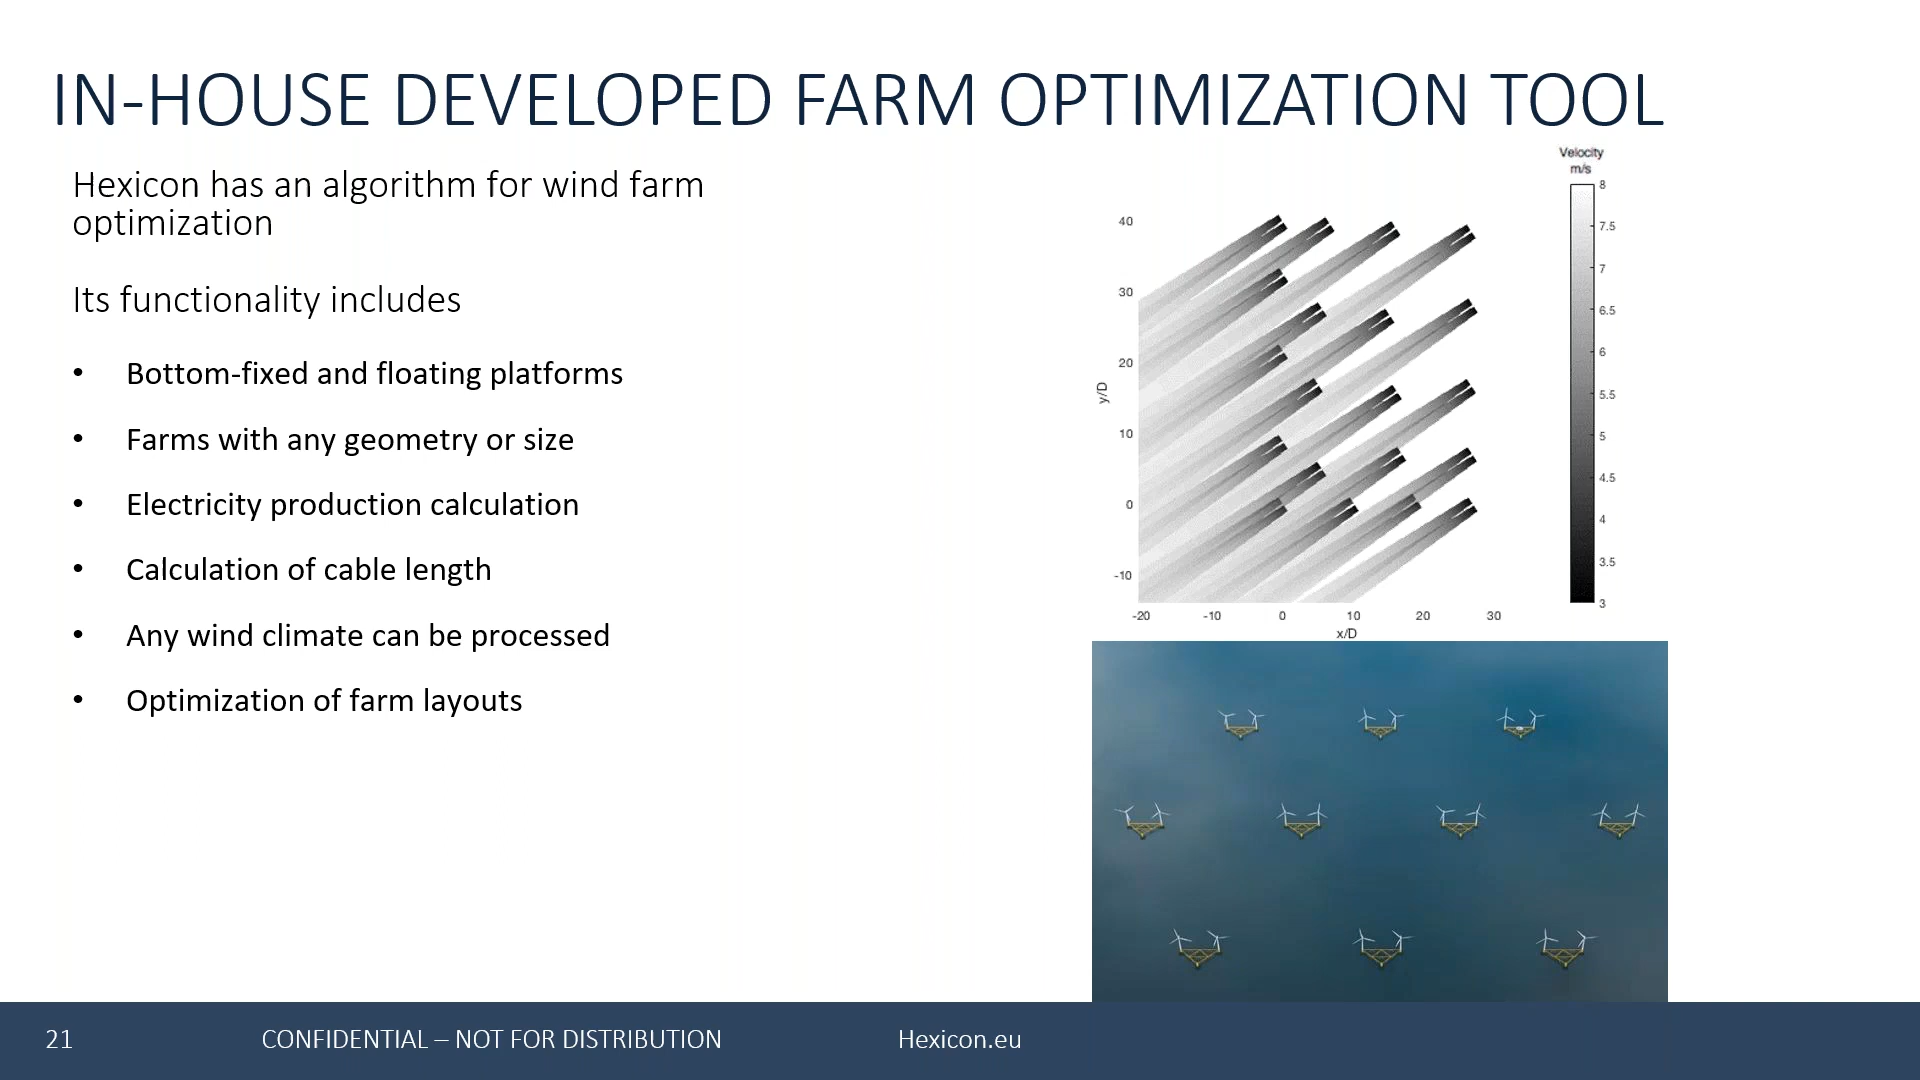 IN-HOUSE DEVELOPED FARM OPTIMIZATION TOOL
Hexicon has an algorithm for wind farm
optimization
Its functionality includes
• Bottom-fixed and floating platforms
• Farms with any geometry or size
• Electricity production calculation
• Calculation of cable length
• Any wind climate can be processed
• Optimization of farm layouts
Velocity
m/s
8
7.5
7
6.5
6
5.5
5
4.5
4
3.5
3
40
30
20
10
0
-10
y/D
-20 -10 0 10 20 30
x/D
21 CONFIDENTIAL – NOT FOR DISTRIBUTION Hexicon.eu